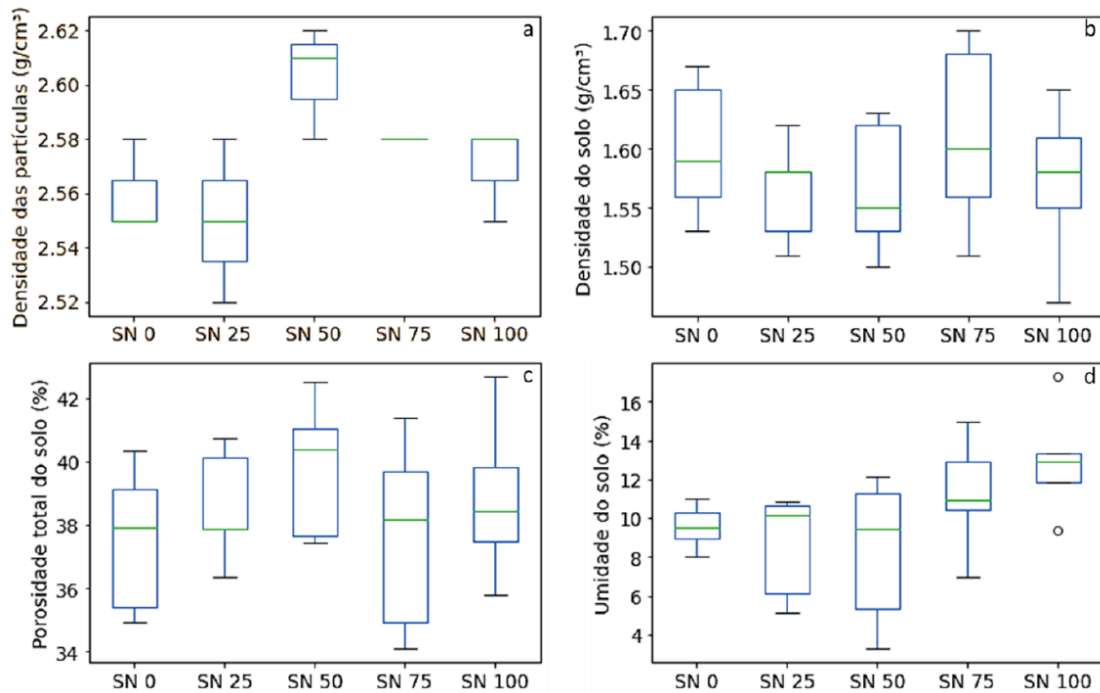 a
Densidade das partículas (g/cm³)
2.62
2.60
2.58
2.56
2.54
2.52
SN 0 SN 25 SN 50 SN 75 SN 100
b
Densidade do solo (g/cm³)
1.70
1.65
1.60
1.55
1.50
SN 0 SN 25 SN 50 SN 75 SN 100
c
Porosidade total do solo (%)
42
40
38
36
34
SN 0 SN 25 SN 50 SN 75 SN 100
d
Umidade do solo (%)
16
14
12
10
8
6
4
SN 0 SN 25 SN 50 SN 75 SN 100